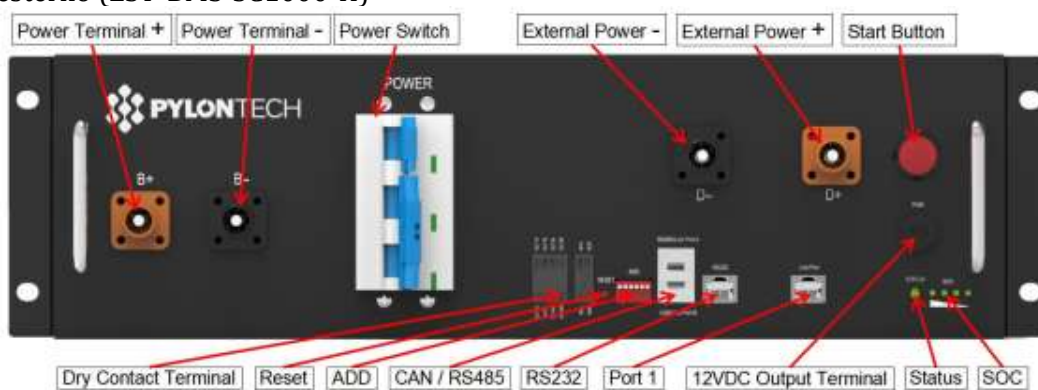 Power Terminal + Power Terminal - Power Switch External Power - External Power + Start Button
POWER
PYLONTECH
B+ B- D- D+
Dry Contact Terminal Reset ADD CAN / RS485 RS232 Port 1 12VDC Output Terminal Status SOC